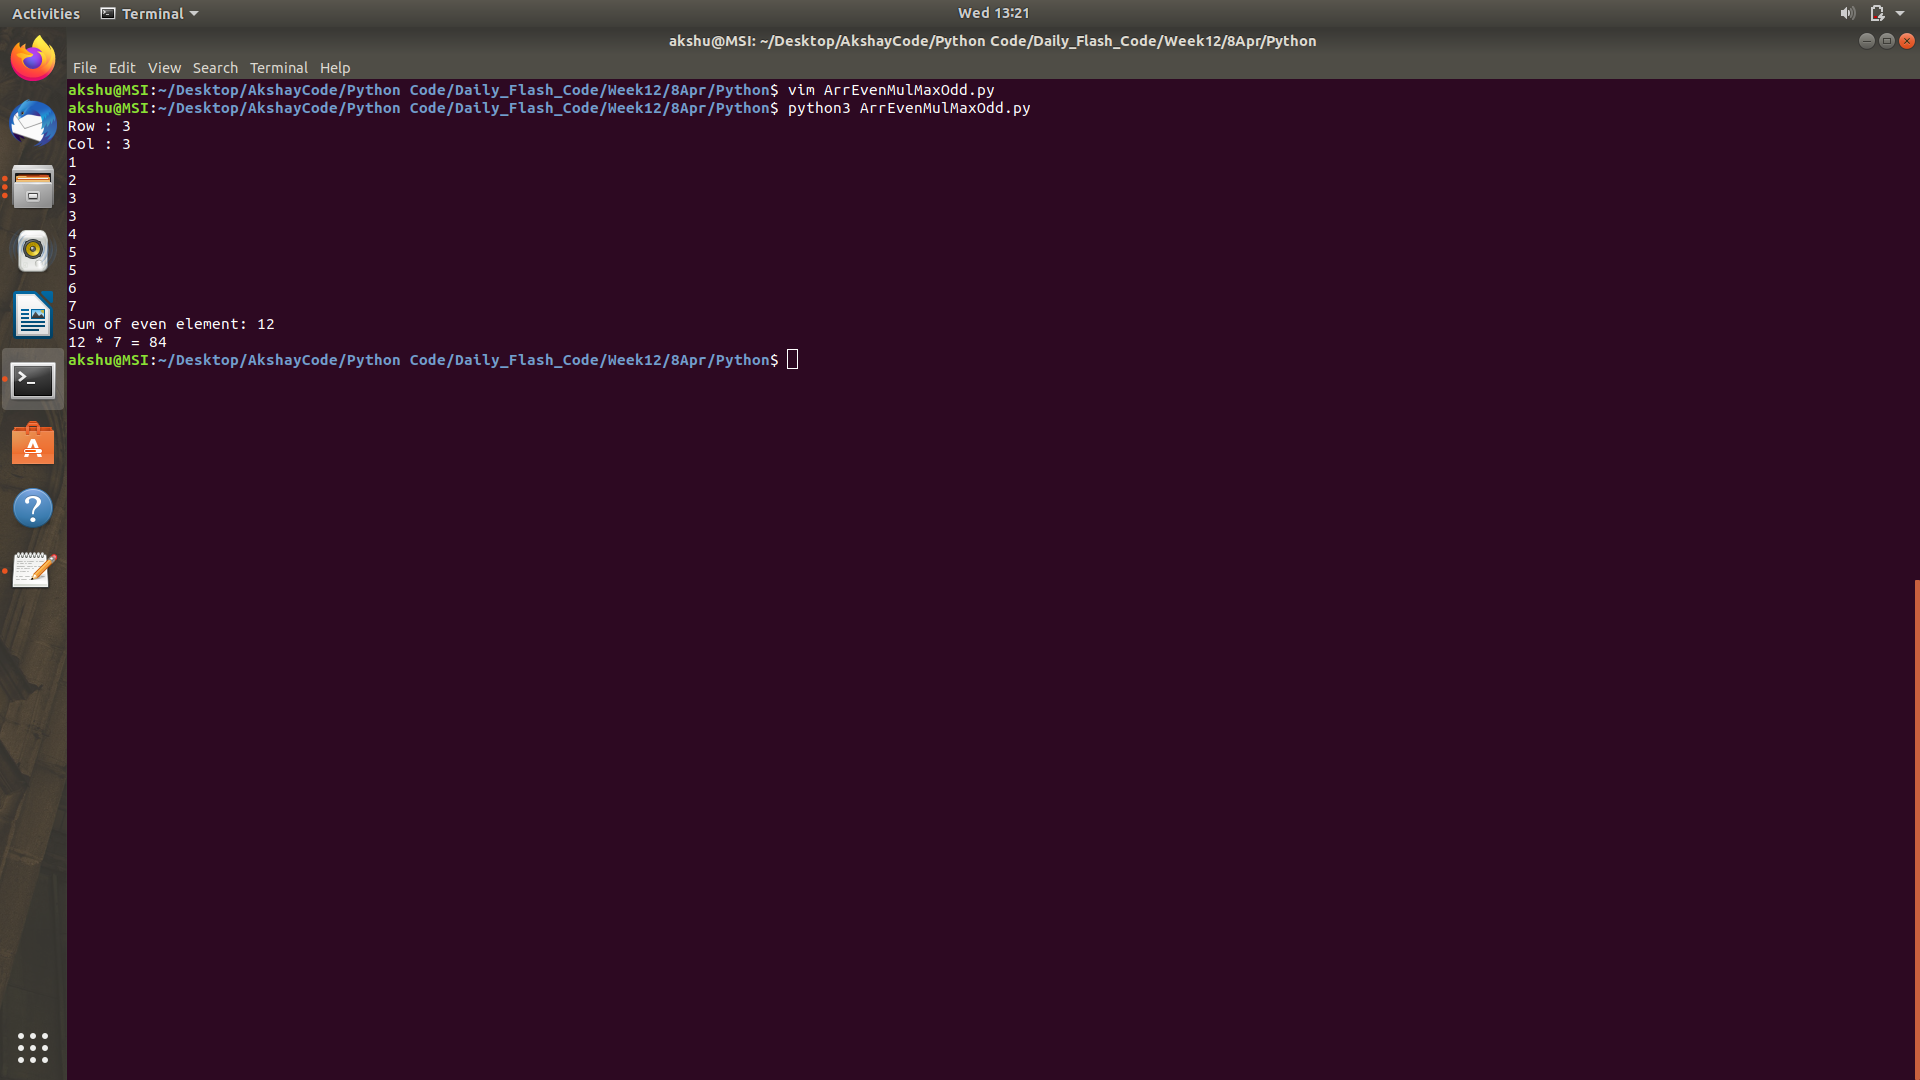 Activities Terminal Wed 13:21
akshu@MSI: ~/Desktop/AkshayCode/Python Code/Daily_Flash_Code/Week12/8Apr/Python
File Edit View Search Terminal Help
akshu@MSI:~/Desktop/AkshayCode/Python Code/Daily_Flash_Code/Week12/8Apr/Python$ vim ArrEvenMulMaxOdd.py
akshu@MSI:~/Desktop/AkshayCode/Python Code/Daily_Flash_Code/Week12/8Apr/Python$ python3 ArrEvenMulMaxOdd.py
Row : 3
Col : 3
1
2
3
3
4
5
5
6
7
Sum of even element: 12
12 * 7 = 84
akshu@MSI:~/Desktop/AkshayCode/Python Code/Daily_Flash_Code/Week12/8Apr/Python$